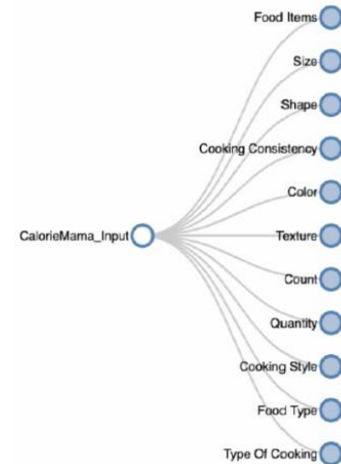 Food Items
Size
Shape
Cooking Consistency
Color
CalorieMama_Input
Texture
Count
Quantity
Cooking Style
Food Type
Type Of Cooking